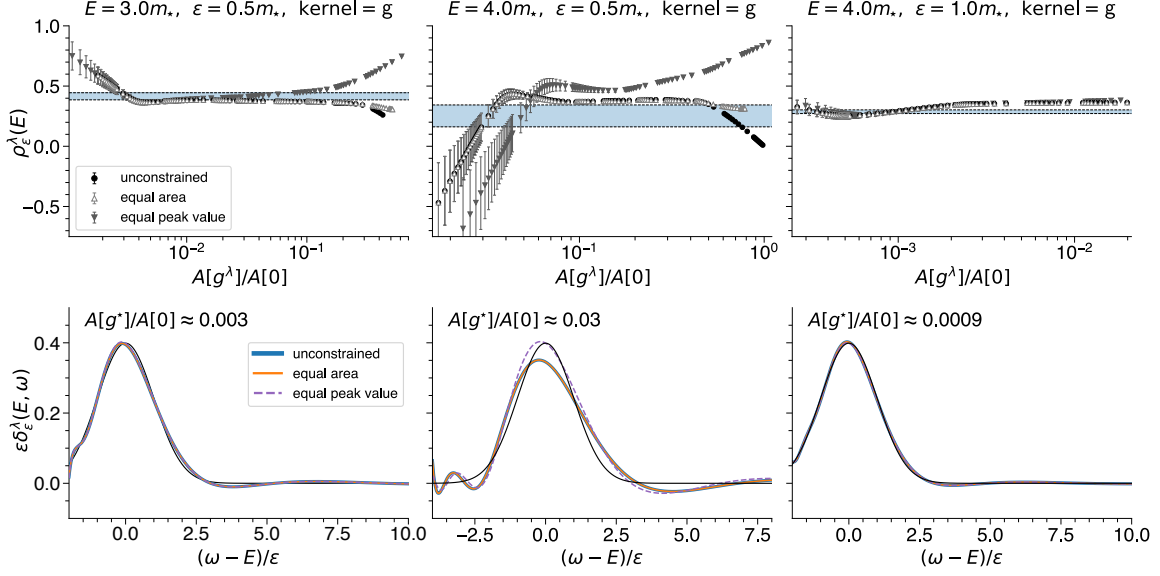 E = 3.0m⋆, ε = 0.5m⋆, kernel = g
E = 4.0m⋆, ε = 0.5m⋆, kernel = g
E = 4.0m⋆, ε = 1.0m⋆, kernel = g
1.0
0.5
0.0
−0.5
ρ_ε^λ(E)
unconstrained
equal area
equal peak value
10^−2
10^−1
A[g^λ]/A[0]
10^−1
10^0
A[g^λ]/A[0]
10^−3
10^−2
A[g^λ]/A[0]
A[g^⋆]/A[0] ≈ 0.003
A[g^⋆]/A[0] ≈ 0.03
A[g^⋆]/A[0] ≈ 0.0009
0.4
0.2
0.0
εδ_ε^λ(E, ω)
unconstrained
equal area
equal peak value
0.0 2.5 5.0 7.5 10.0
(ω − E)/ε
−2.5 0.0 2.5 5.0 7.5
(ω − E)/ε
0.0 2.5 5.0 7.5 10.0
(ω − E)/ε